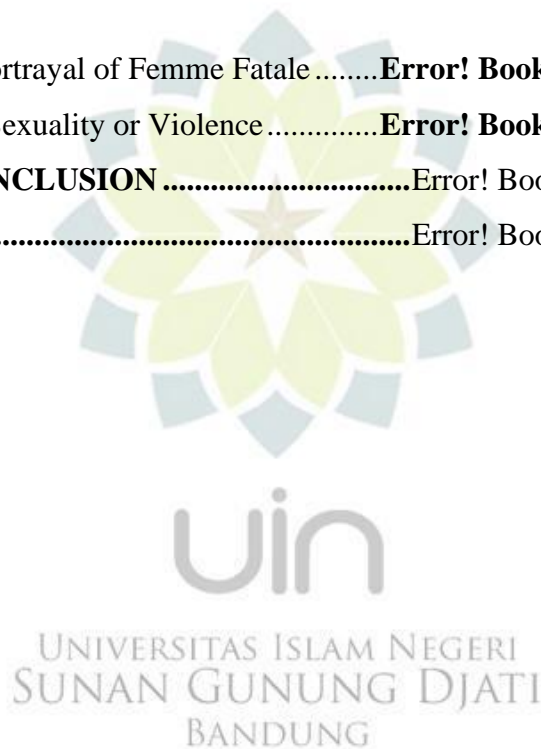 ortrayal of Femme Fatale ........Error! Book
Sexuality or Violence .............Error! Book
NCLUSION ..............................Error! Boo
..............................................Error! Boo
uin
UNIVERSITAS ISLAM NEGERI
SUNAN GUNUNG DJATI
BANDUNG